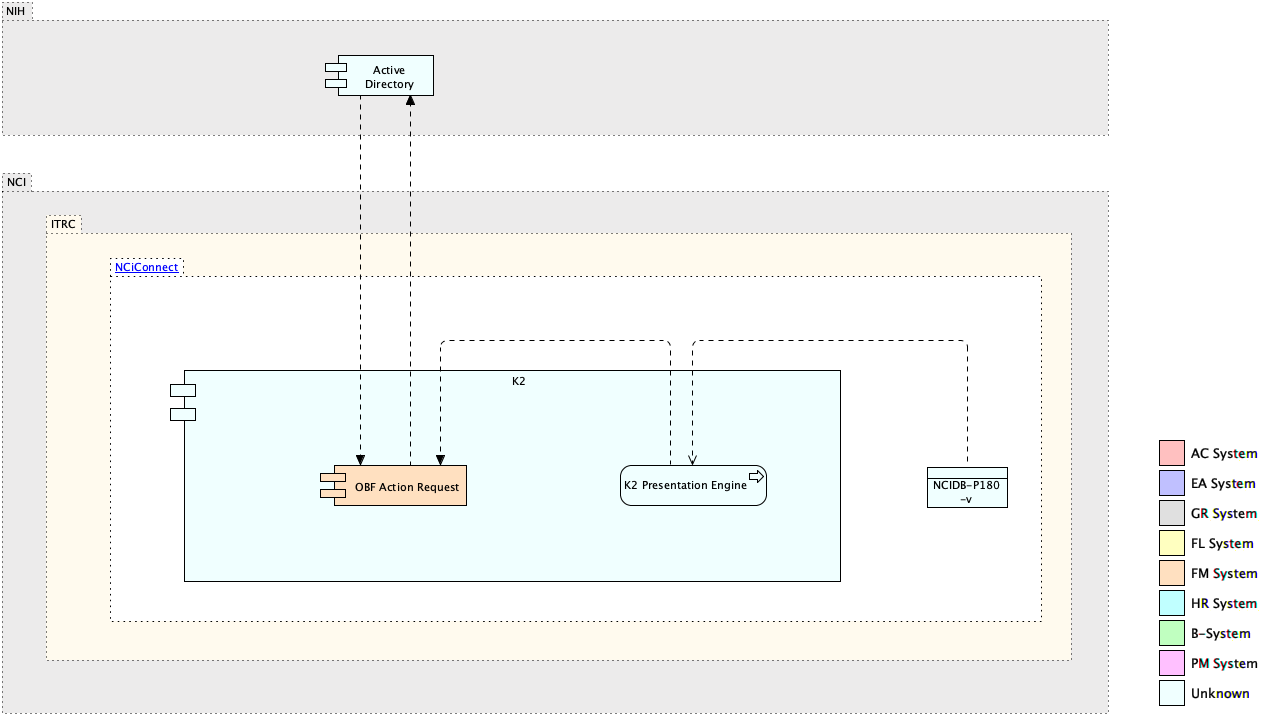 NIH
Active
Directory
NCI
ITRC
NCiConnect
K2
OBF Action Request
K2 Presentation Engine
NCIDB-P180
-v
AC System
EA System
GR System
FL System
FM System
HR System
B-System
PM System
Unknown